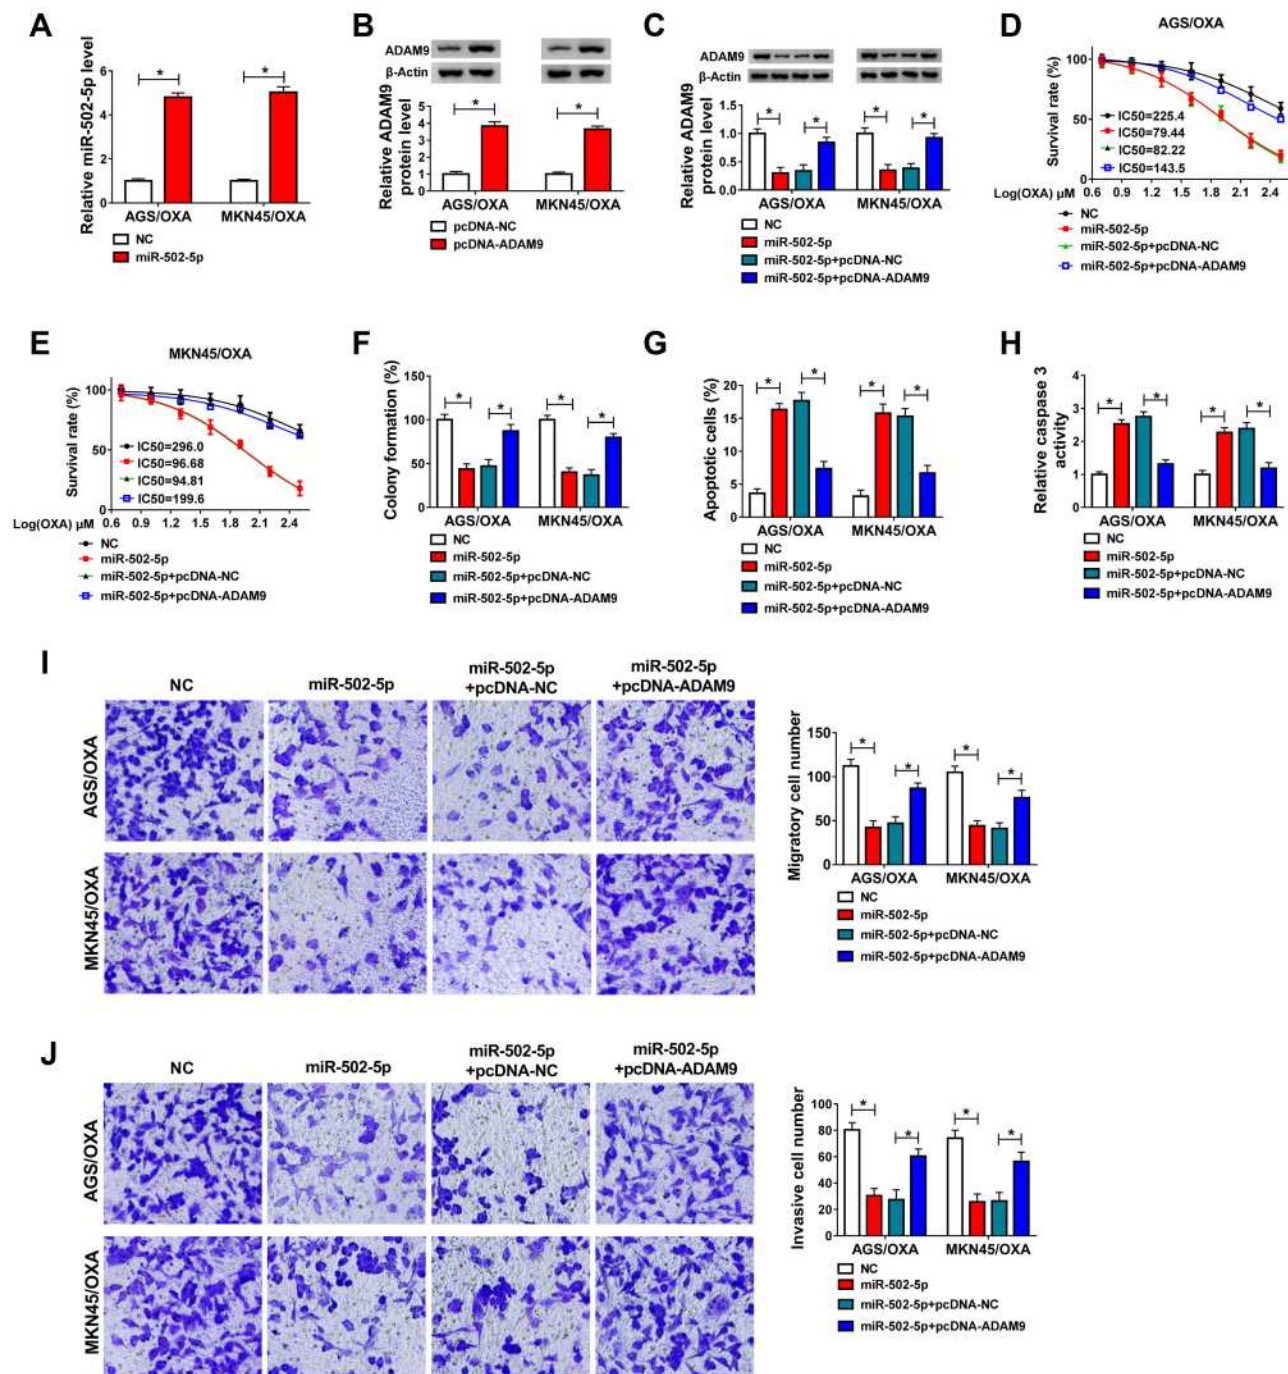 A
Relative miR-502-5p level
6
4
2
0
*
*
AGS/OXA
MKN45/OXA
NC
miR-502-5p
B
ADAM9
β-Actin
Relative ADAM9
protein level
5
4
3
2
1
0
*
*
AGS/OXA
MKN45/OXA
pcDNA-NC
pcDNA-ADAM9
C
ADAM9
β-Actin
Relative ADAM9
protein level
1.5
1.0
0.5
0.0
*
*
*
*
AGS/OXA
MKN45/OXA
NC
miR-502-5p
miR-502-5p+pcDNA-NC
miR-502-5p+pcDNA-ADAM9
D
AGS/OXA
Survival rate (%)
100
50
0
IC50=225.4
IC50=79.44
IC50=82.22
IC50=143.5
Log(OXA) μM
0.6 0.9 1.2 1.5 1.8 2.1 2.4
NC
miR-502-5p
miR-502-5p+pcDNA-NC
miR-502-5p+pcDNA-ADAM9
E
MKN45/OXA
Survival rate (%)
100
50
0
IC50=296.0
IC50=96.68
IC50=94.81
IC50=199.6
Log(OXA) μM
0.6 0.9 1.2 1.5 1.8 2.1 2.4
NC
miR-502-5p
miR-502-5p+pcDNA-NC
miR-502-5p+pcDNA-ADAM9
F
Colony formation (%)
150
100
50
0
*
*
*
*
AGS/OXA
MKN45/OXA
NC
miR-502-5p
miR-502-5p+pcDNA-NC
miR-502-5p+pcDNA-ADAM9
G
Apoptotic cells (%)
20
15
10
5
0
*
*
*
*
AGS/OXA
MKN45/OXA
NC
miR-502-5p
miR-502-5p+pcDNA-NC
miR-502-5p+pcDNA-ADAM9
H
Relative caspase 3
activity
4
3
2
1
0
*
*
*
*
AGS/OXA
MKN45/OXA
NC
miR-502-5p
miR-502-5p+pcDNA-NC
miR-502-5p+pcDNA-ADAM9
I
NC
miR-502-5p
miR-502-5p
+pcDNA-NC
miR-502-5p
+pcDNA-ADAM9
AGS/OXA
MKN45/OXA
Migratory cell number
150
100
50
0
*
*
*
*
AGS/OXA
MKN45/OXA
NC
miR-502-5p
miR-502-5p+pcDNA-NC
miR-502-5p+pcDNA-ADAM9
J
NC
miR-502-5p
miR-502-5p
+pcDNA-NC
miR-502-5p
+pcDNA-ADAM9
AGS/OXA
MKN45/OXA
Invasive cell number
100
80
60
40
20
0
*
*
*
*
AGS/OXA
MKN45/OXA
NC
miR-502-5p
miR-502-5p+pcDNA-NC
miR-502-5p+pcDNA-ADAM9